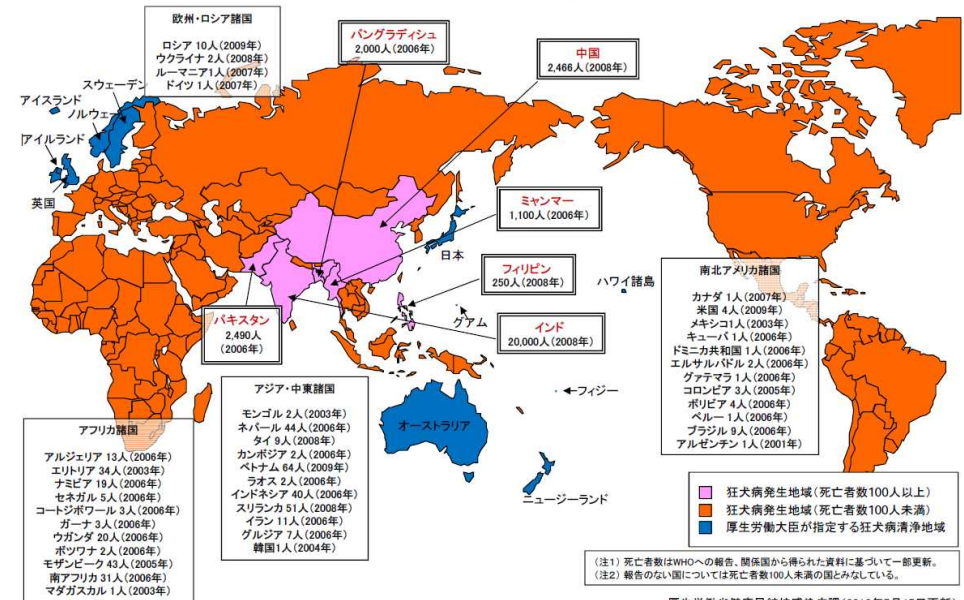 欧州・ロシア諸国
ロシア 10人(2009年)
ウクライナ 2人(2008年)
ルーマニア1人(2007年)
ドイツ 1人(2007年)
バングラディシュ
2,000人(2006年)
中国
2,466人(2008年)
スウェーデン
アイスランド
ノルウェー
アイルランド
英国
ミャンマー
1,100人(2006年)
日本
フィリピン
250人(2008年)
ハワイ諸島
グアム
パキスタン
2,490人
(2006年)
インド
20,000人(2008年)
フィジー
オーストラリア
ニュージーランド
南北アメリカ諸国
カナダ 1人(2007年)
米国 4人(2009年)
メキシコ1人(2003年)
キューバ 1人(2006年)
ドミニカ共和国 1人(2006年)
エルサルバドル 2人(2006年)
グァテマラ 1人(2006年)
コロンビア 3人(2005年)
ボリビア 4人(2006年)
ペルー 1人(2006年)
ブラジル 9人(2006年)
アルゼンチン 1人(2001年)
アジア・中東諸国
モンゴル 2人(2003年)
ネパール 44人(2006年)
タイ 9人(2008年)
カンボジア 2人(2006年)
ベトナム 64人(2009年)
ラオス 2人(2006年)
インドネシア 40人(2006年)
スリランカ 51人(2008年)
イラン 11人(2006年)
グルジア 7人(2006年)
韓国1人(2004年)
アフリカ諸国
アルジェリア 13人(2006年)
エリトリア 34人(2003年)
ナミビア 19人(2006年)
セネガル 5人(2006年)
コートジボワール 3人(2006年)
ガーナ 3人(2006年)
ウガンダ 20人(2006年)
ボツワナ 2人(2006年)
モザンビーク 43人(2005年)
南アフリカ 31人(2006年)
マダガスカル 1人(2003年)
狂犬病発生地域(死亡者数100人以上)
狂犬病発生地域(死亡者数100人未満)
厚生労働大臣が指定する狂犬病清浄地域
(注1) 死亡者数はWHOへの報告、関係国から得られた資料に基づいて一部更新。
(注2) 報告のない国については死亡者数100人未満の国とみなしている。